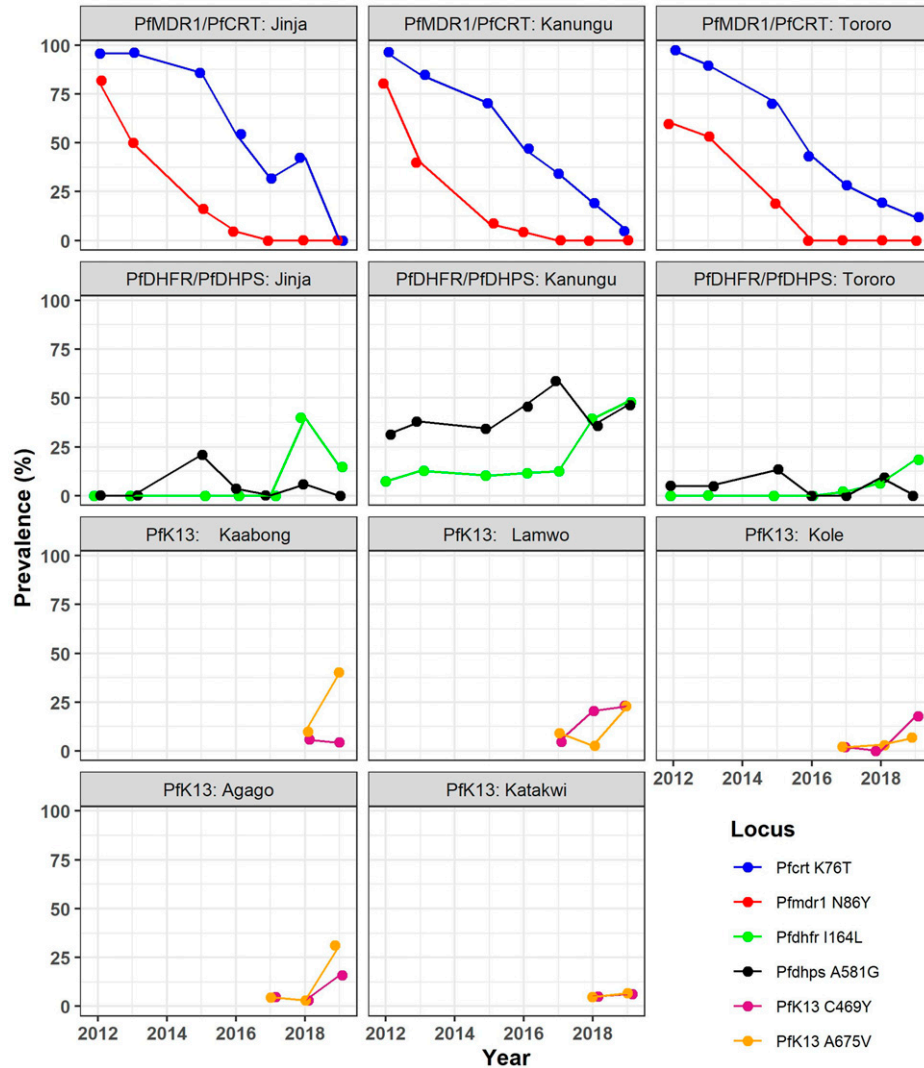 PfMDR1/PfCRT: Jinja PfMDR1/PfCRT: Kanungu PfMDR1/PfCRT: Tororo
100
75
50
25
0
PfDHFR/PfDHPS: Jinja PfDHFR/PfDHPS: Kanungu PfDHFR/PfDHPS: Tororo
100
75
50
25
0
Prevalence (%)
PfK13: Kaabong PfK13: Lamwo PfK13: Kole
100
75
50
25
0
2012 2014 2016 2018
PfK13: Agago PfK13: Katakwi
100
75
50
25
0
2012 2014 2016 2018 2012 2014 2016 2018
Year
Locus
Pfcrt K76T
Pfmdr1 N86Y
Pfdhfr I164L
Pfdhps A581G
PfK13 C469Y
PfK13 A675V